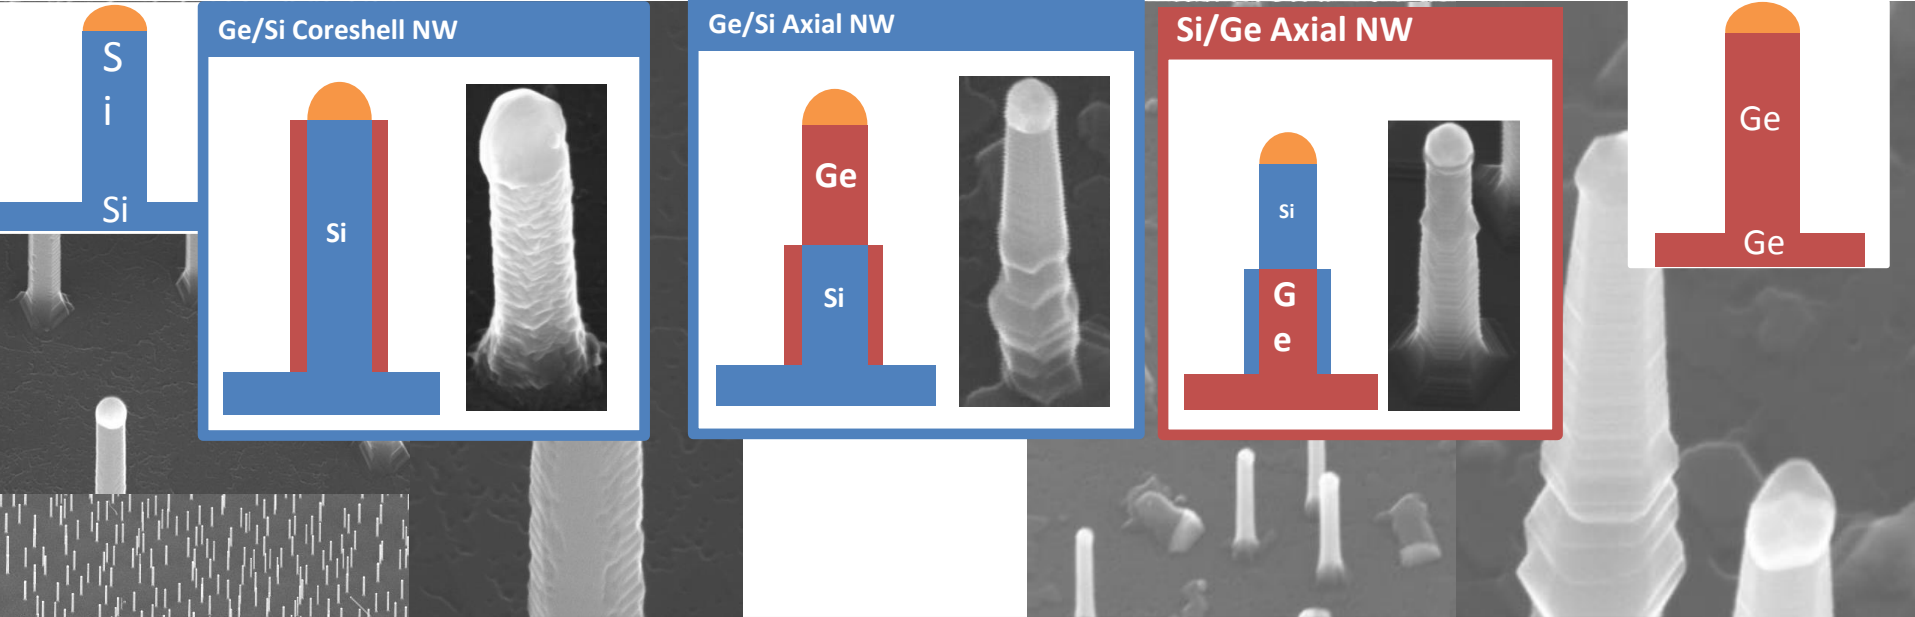 S
i
Si
Ge/Si Coreshell NW
Si
Ge/Si Axial NW
Ge
Si
Si/Ge Axial NW
Si
G
e
Ge
Ge